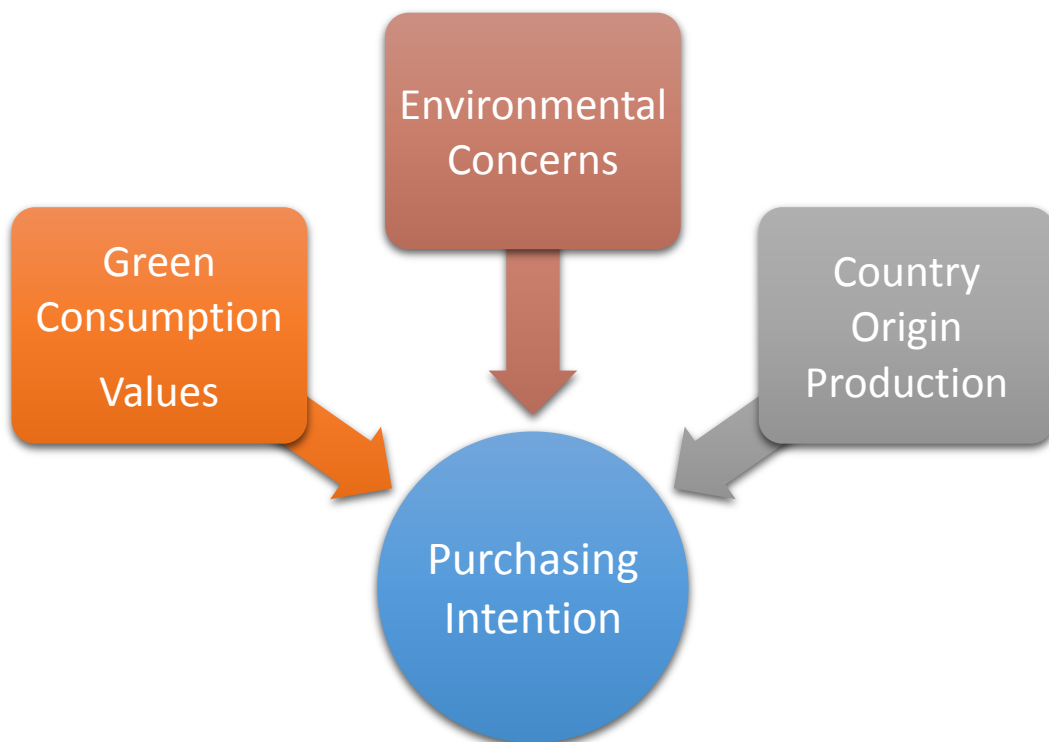 Environmental
Concerns
Green
Consumption
Values
Country
Origin
Production
Purchasing
Intention